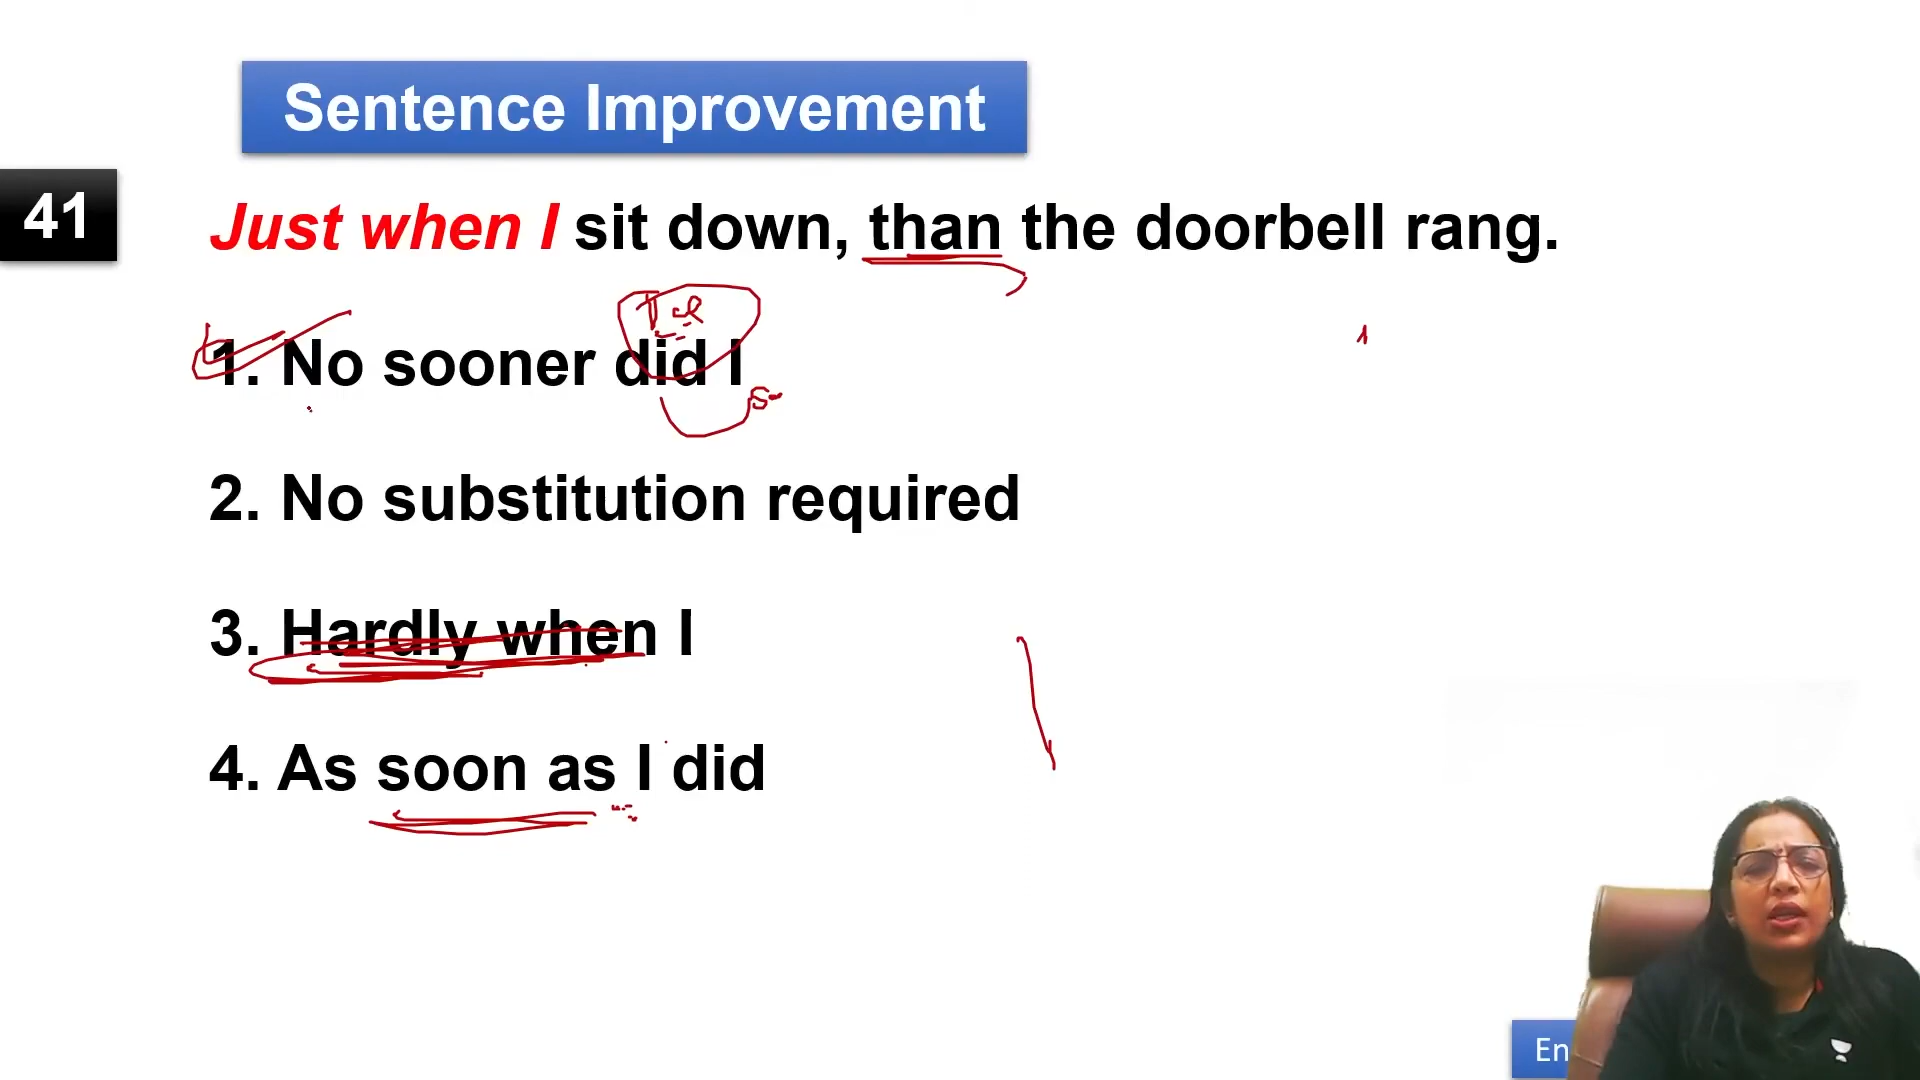 Sentence Improvement
41
Just when I sit down, than the doorbell rang.
1. No sooner did I
2. No substitution required
3. Hardly when I
4. As soon as I did
En